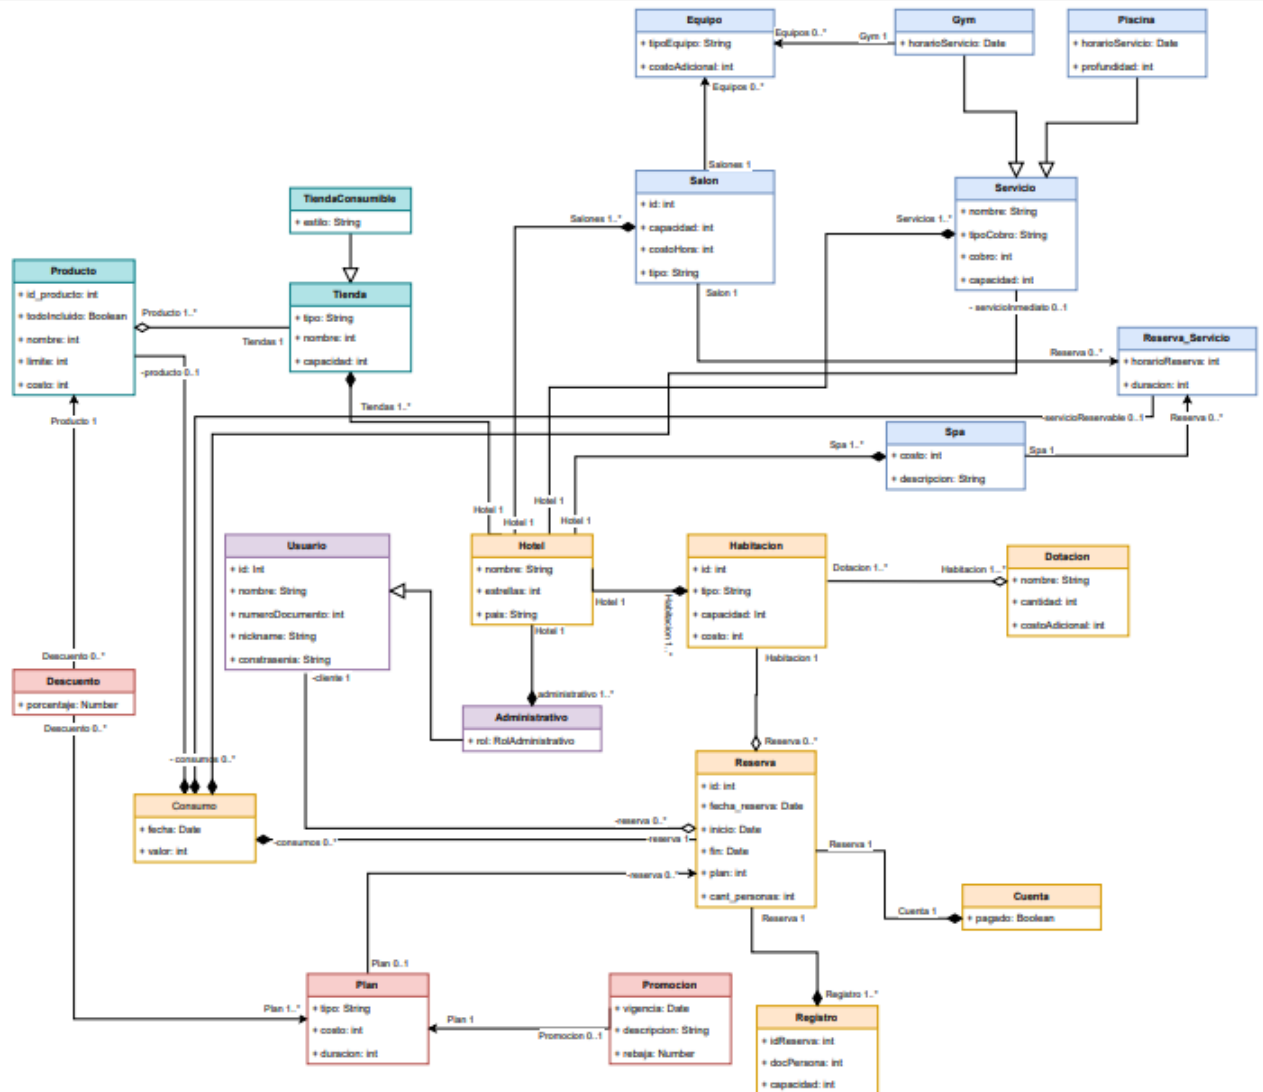 Equipo
+ tipoEquipo: String
+ costoAdicional: int
Equipos 0..*
Gym 1
Gym
+ horarioServicio: Date
Piscina
+ horarioServicio: Date
+ profundidad: int
Equipos 0..*
Salones 1
Salon
+ id: int
+ capacidad: int
+ costoHora: int
+ tipo: String
Salones 1..*
Salon 1
Servicios 1..*
Servicio
+ nombre: String
+ tipoCobro: String
+ cobro: int
+ capacidad: int
- servicioInmediato 0..1
TiendaConsumible
+ estilo: String
Producto
+ id_producto: int
+ todoIncluido: Boolean
+ nombre: int
+ limite: int
+ costo: int
Producto 1..*
Tiendas 1
-producto 0..1
Producto 1
Tienda
+ tipo: String
+ nombre: int
+ capacidad: int
Tiendas 1..*
Reserva 0..*
Reserva_Servicio
+ horarioReserva: int
+ duracion: int
-servicioReservable 0..1
Reserva 0..*
Spa 1..*
Spa
+ costo: int
+ descripcion: String
Spa 1
Hotel 1
Hotel 1
Hotel 1
Hotel 1
Usuario
+ id: Int
+ nombre: String
+ numeroDocumento: int
+ nickname: String
+ constrasenia: String
-cliente 1
Hotel
+ nombre: String
+ estrellas: int
+ pais: String
Hotel 1
Hotel 1
Habitacion 1..*
Habitacion
+ id: int
+ tipo: String
+ capacidad: Int
+ costo: int
Habitacion 1
Dotacion 1..*
Habitacion 1..*
Dotacion
+ nombre: String
+ cantidad: int
+ costoAdicional: int
Descuento 0..*
Descuento
+ porcentaje: Number
Descuento 0..*
administrativo 1..*
Administrativo
+ rol: RolAdministrativo
- consumos 0..*
Consumo
+ fecha: Date
+ valor: int
-consumos 0..*
-reserva 0..*
-reserva 1
-reserva 0..*
Reserva 0..*
Reserva
+ id: int
+ fecha_reserva: Date
+ inicio: Date
+ fin: Date
+ plan: int
+ cant_personas: int
Reserva 1
Reserva 1
Cuenta 1
Cuenta
+ pagado: Boolean
Plan 0..1
Plan 1..*
Plan
+ tipo: String
+ costo: int
+ duracion: int
Plan 1
Promocion 0..1
Promocion
+ vigencia: Date
+ descripcion: String
+ rebaja: Number
Registro 1..*
Registro
+ idReserva: int
+ docPersona: int
+ capacidad: int